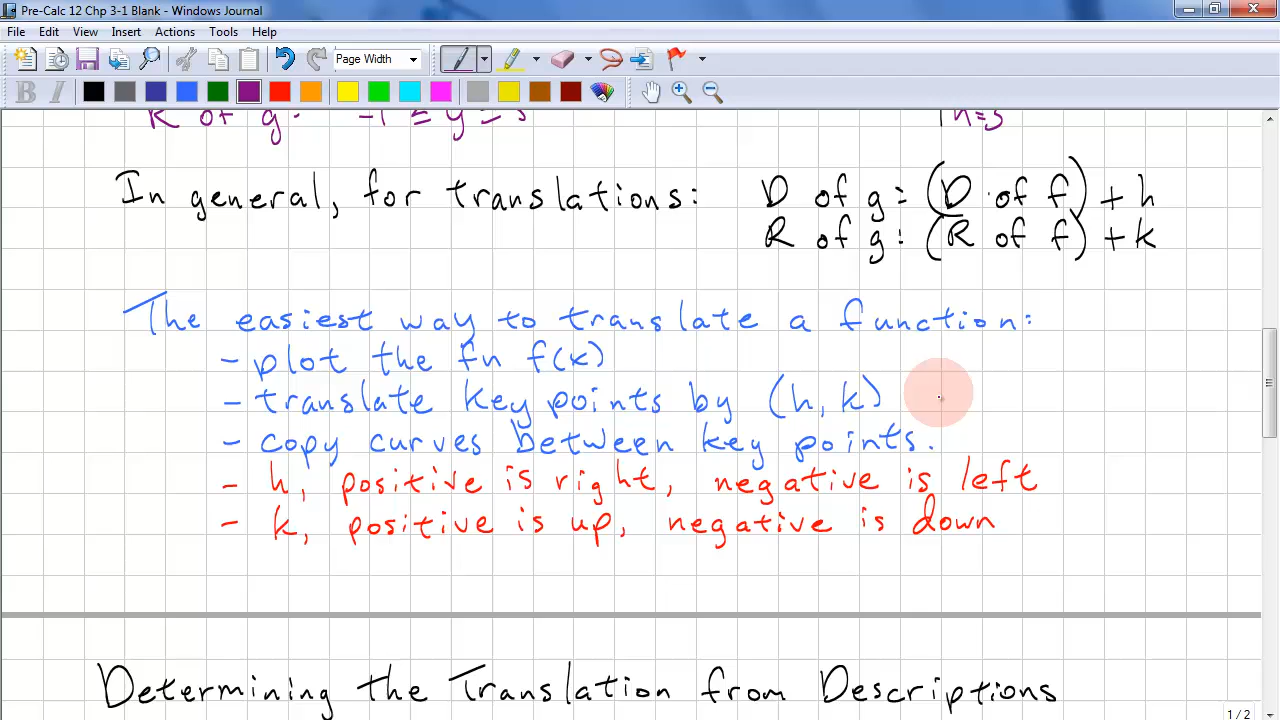 Pre-Calc 12 Chp 3-1 Blank - Windows Journal
File Edit View Insert Actions Tools Help
Page Width
B I
R of g: -1 ≤ y ≤
In general, for translations: D of g: (D of f) + h
R of g: (R of f) + k
The easiest way to translate a function:
- plot the fn f(x)
- translate key points by (h, k)
- copy curves between key points.
- h, positive is right, negative is left
- k, positive is up, negative is down
Determining the Translation from Descriptions
1/2